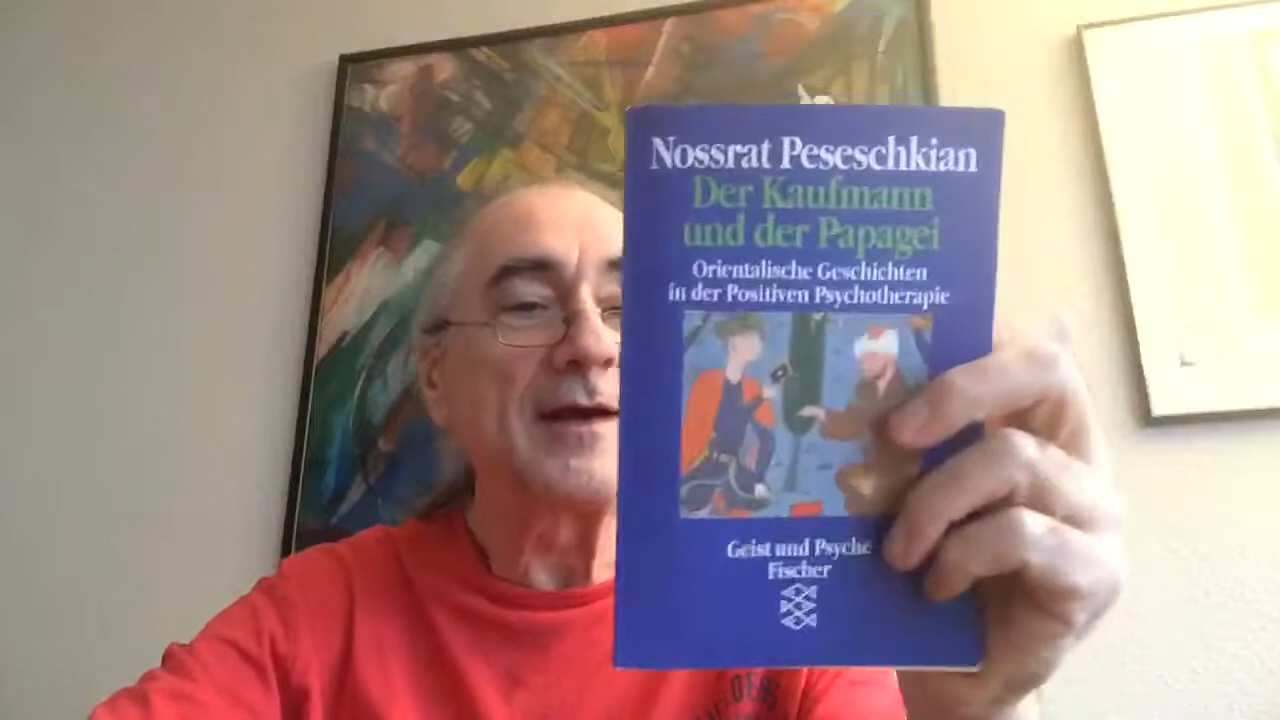 Nossrat Peseschkian
Der Kaufmann
und der Papagei
Orientalische Geschichten
in der Positiven Psychotherapie
Geist und Psyche
Fischer